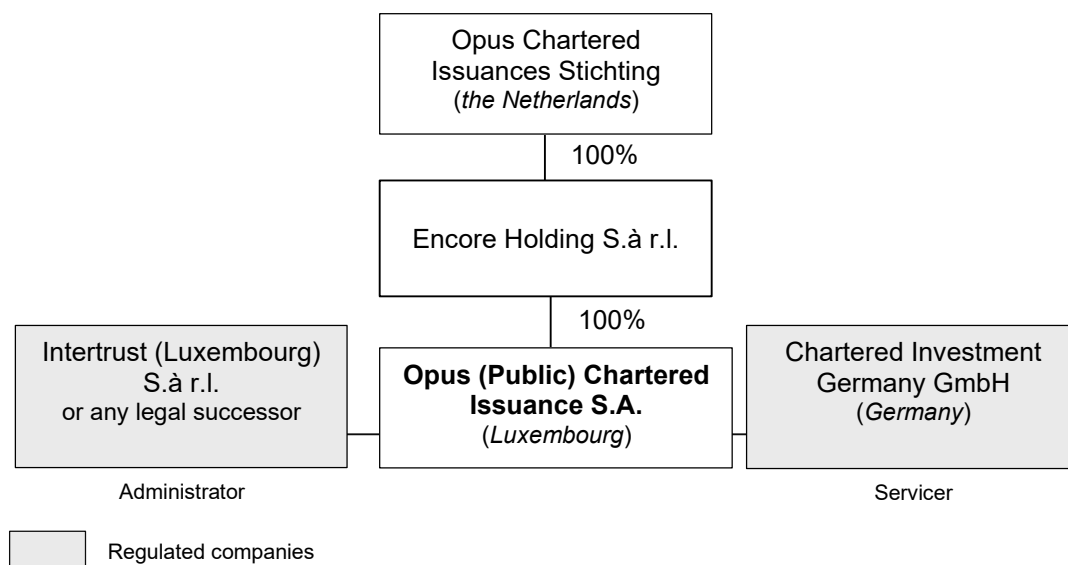 Opus Chartered
Issuances Stichting
(the Netherlands)
100%
Encore Holding S.à r.l.
100%
Intertrust (Luxembourg)
S.à r.l.
or any legal successor
Opus (Public) Chartered
Issuance S.A.
(Luxembourg)
Chartered Investment
Germany GmbH
(Germany)
Administrator
Servicer
Regulated companies